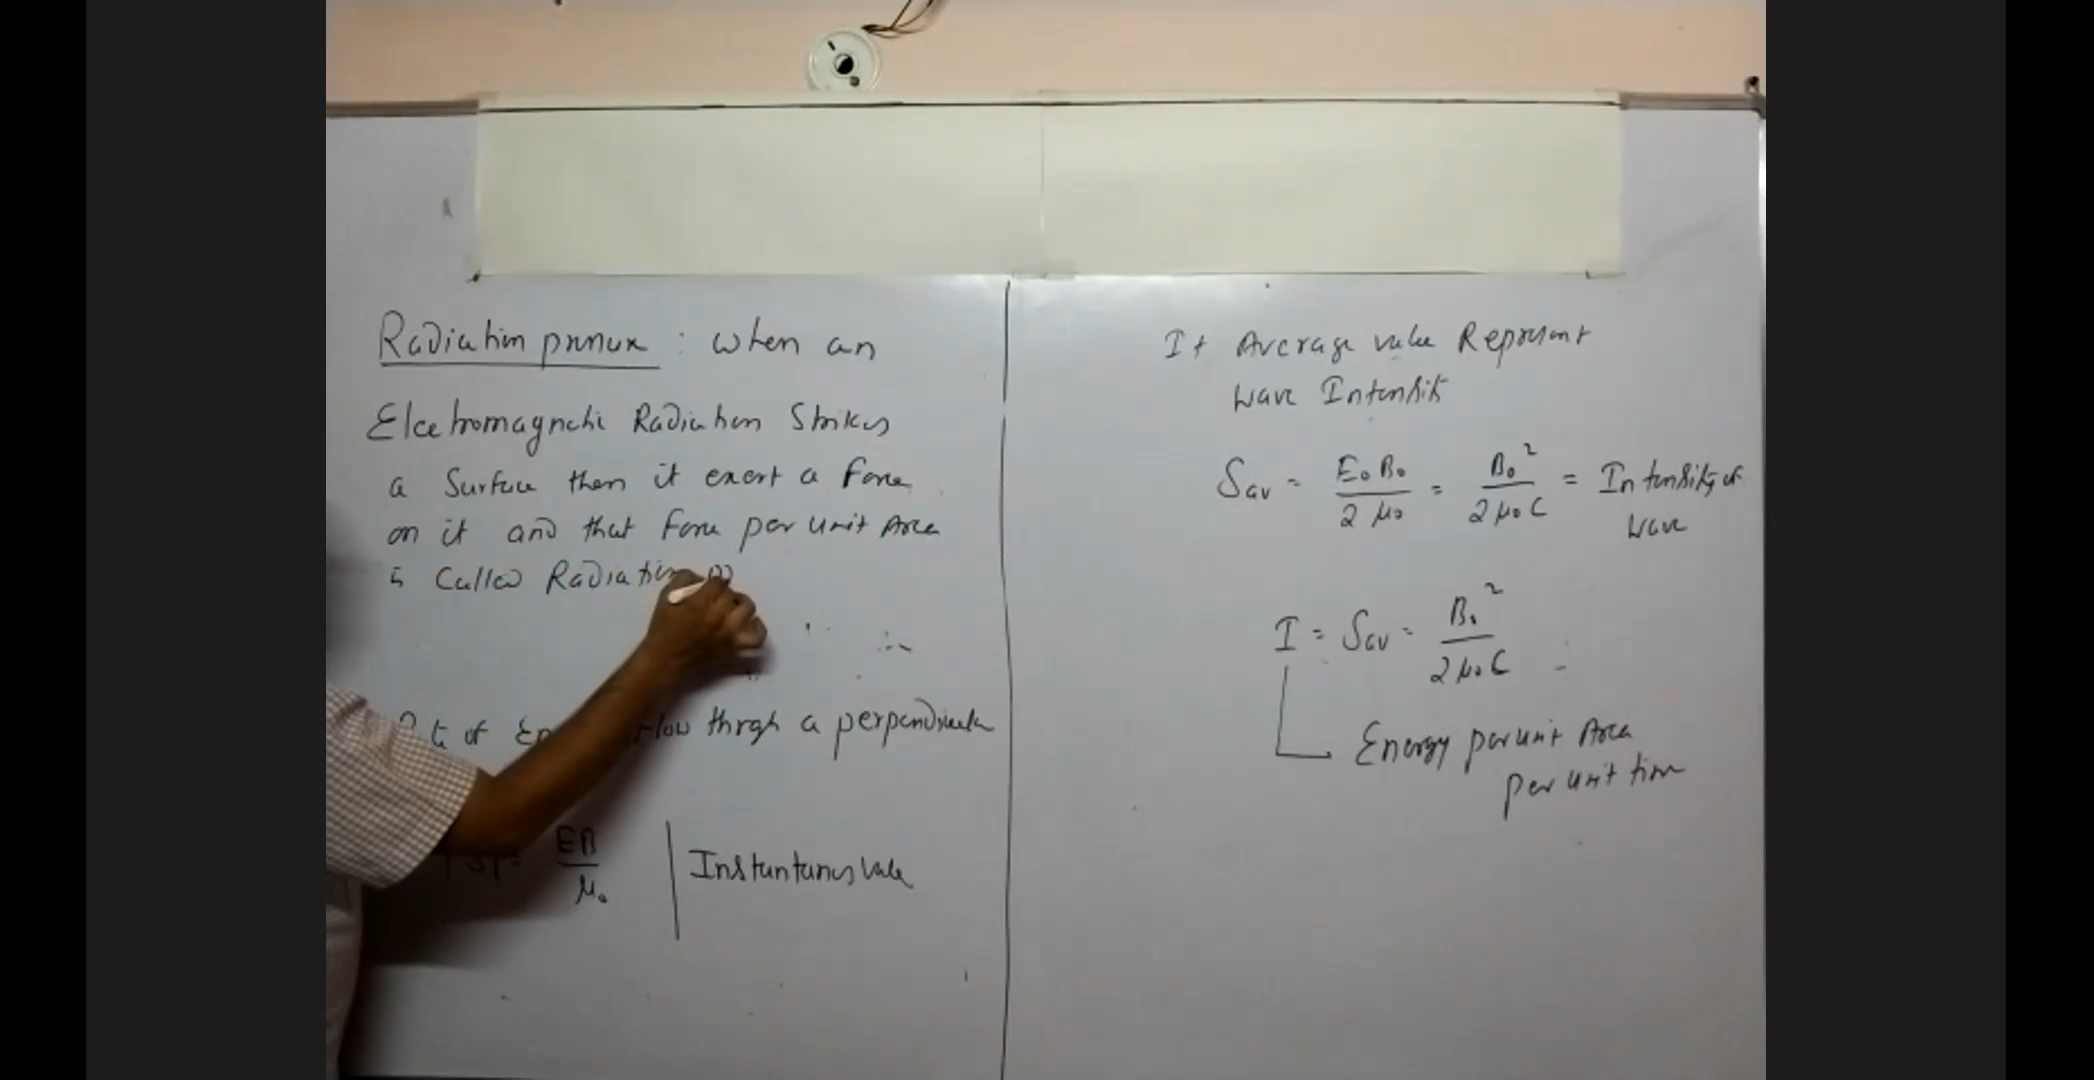 Radiation pressure : when an
Electromagnetic Radiation Strikes
a Surface then it exert a Force
on it and that Force per unit Area
is Called Radiation
of flow through a perpendicular
EB
μ₀
Instantaneous Value
It Average value Represent
wave Intensity
Sav = E₀B₀ / 2μ₀ = B₀² / 2μ₀C = Intensity of
wave
I = Sav = B₀² / 2μ₀C
Energy per unit Area
per unit time